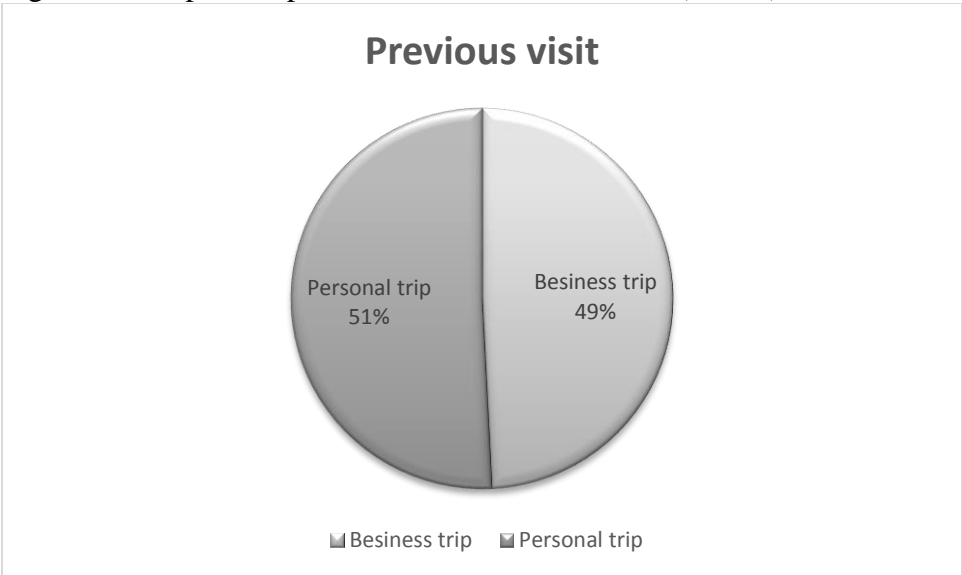 Previous visit
Personal trip
51%
Besiness trip
49%
Besiness trip Personal trip